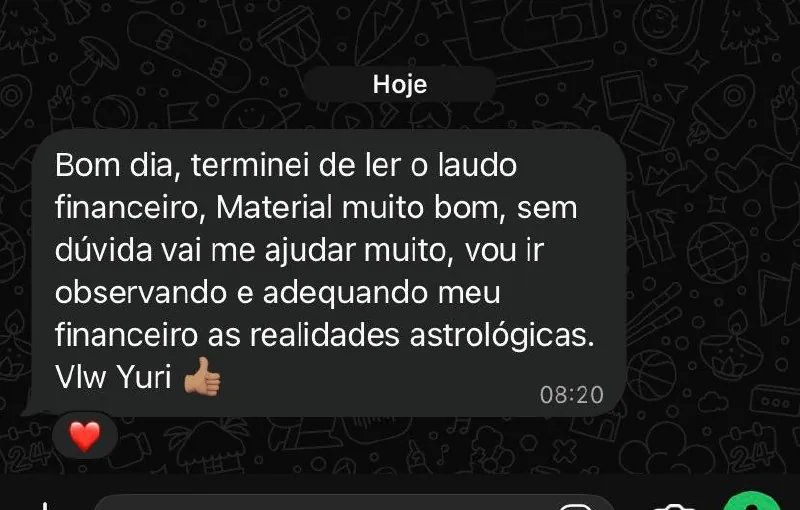 Hoje
Bom dia, terminei de ler o laudo
financeiro, Material muito bom, sem
dúvida vai me ajudar muito, vou ir
observando e adequando meu
financeiro as realidades astrológicas.
Vlw Yuri 👍🏽
08:20